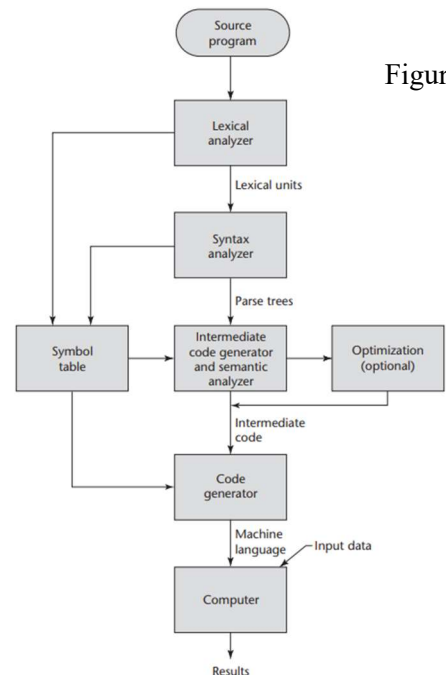 Source
program
Figur
Lexical
analyzer
Lexical units
Syntax
analyzer
Parse trees
Symbol
table
Intermediate
code generator
and semantic
analyzer
Optimization
(optional)
Intermediate
code
Code
generator
Machine
language
Input data
Computer
Results